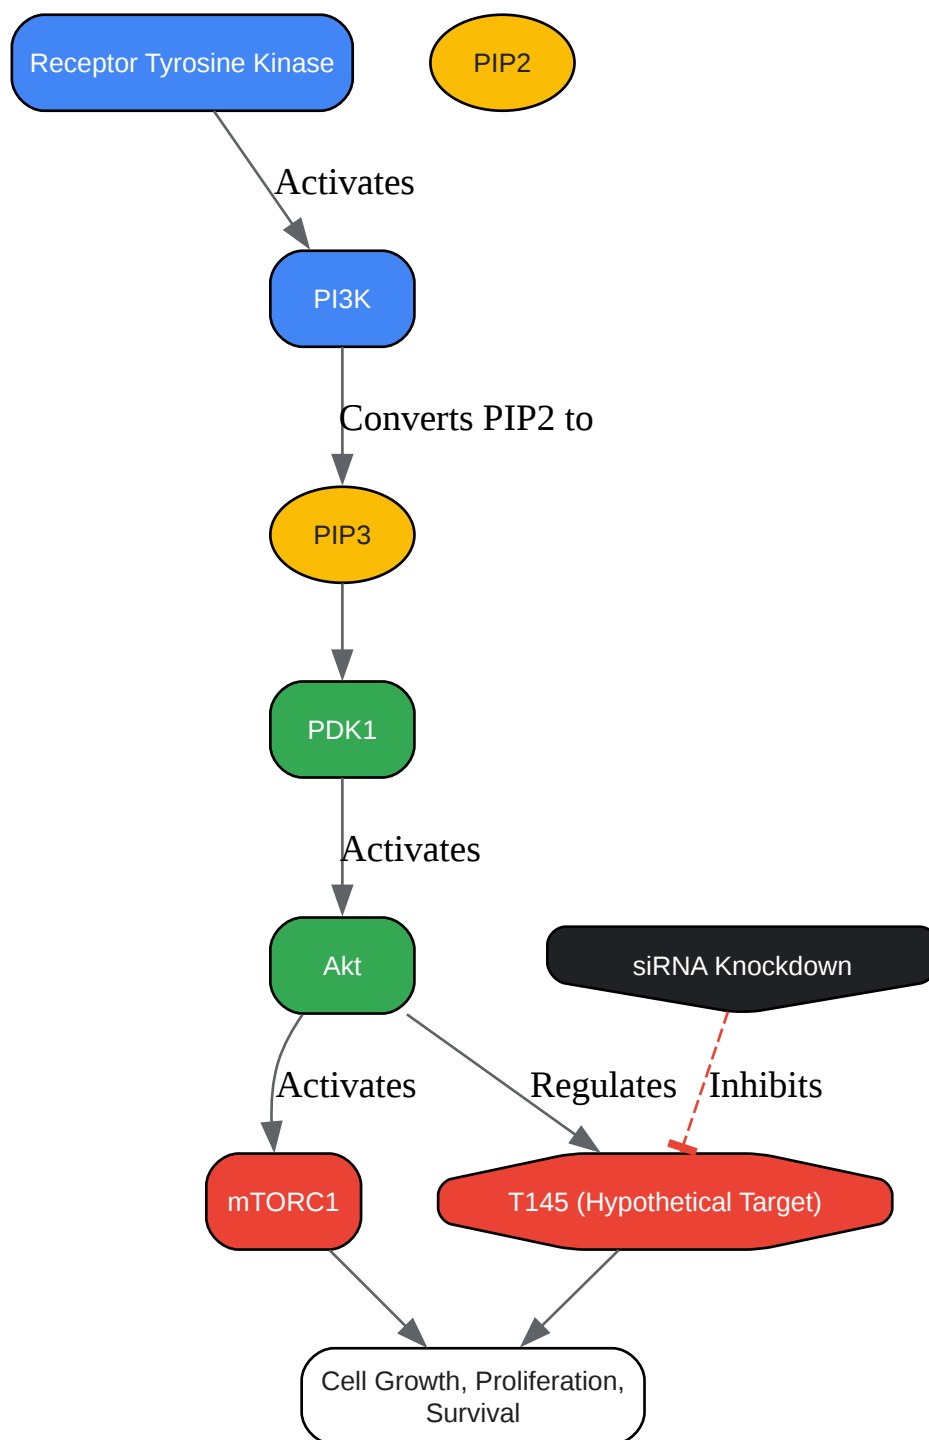 Receptor Tyrosine Kinase
PIP2
Activates
PI3K
Converts PIP2 to
PIP3
PDK1
Activates
Akt
siRNA Knockdown
Activates
Regulates
Inhibits
mTORC1
T145 (Hypothetical Target)
Cell Growth, Proliferation,
Survival